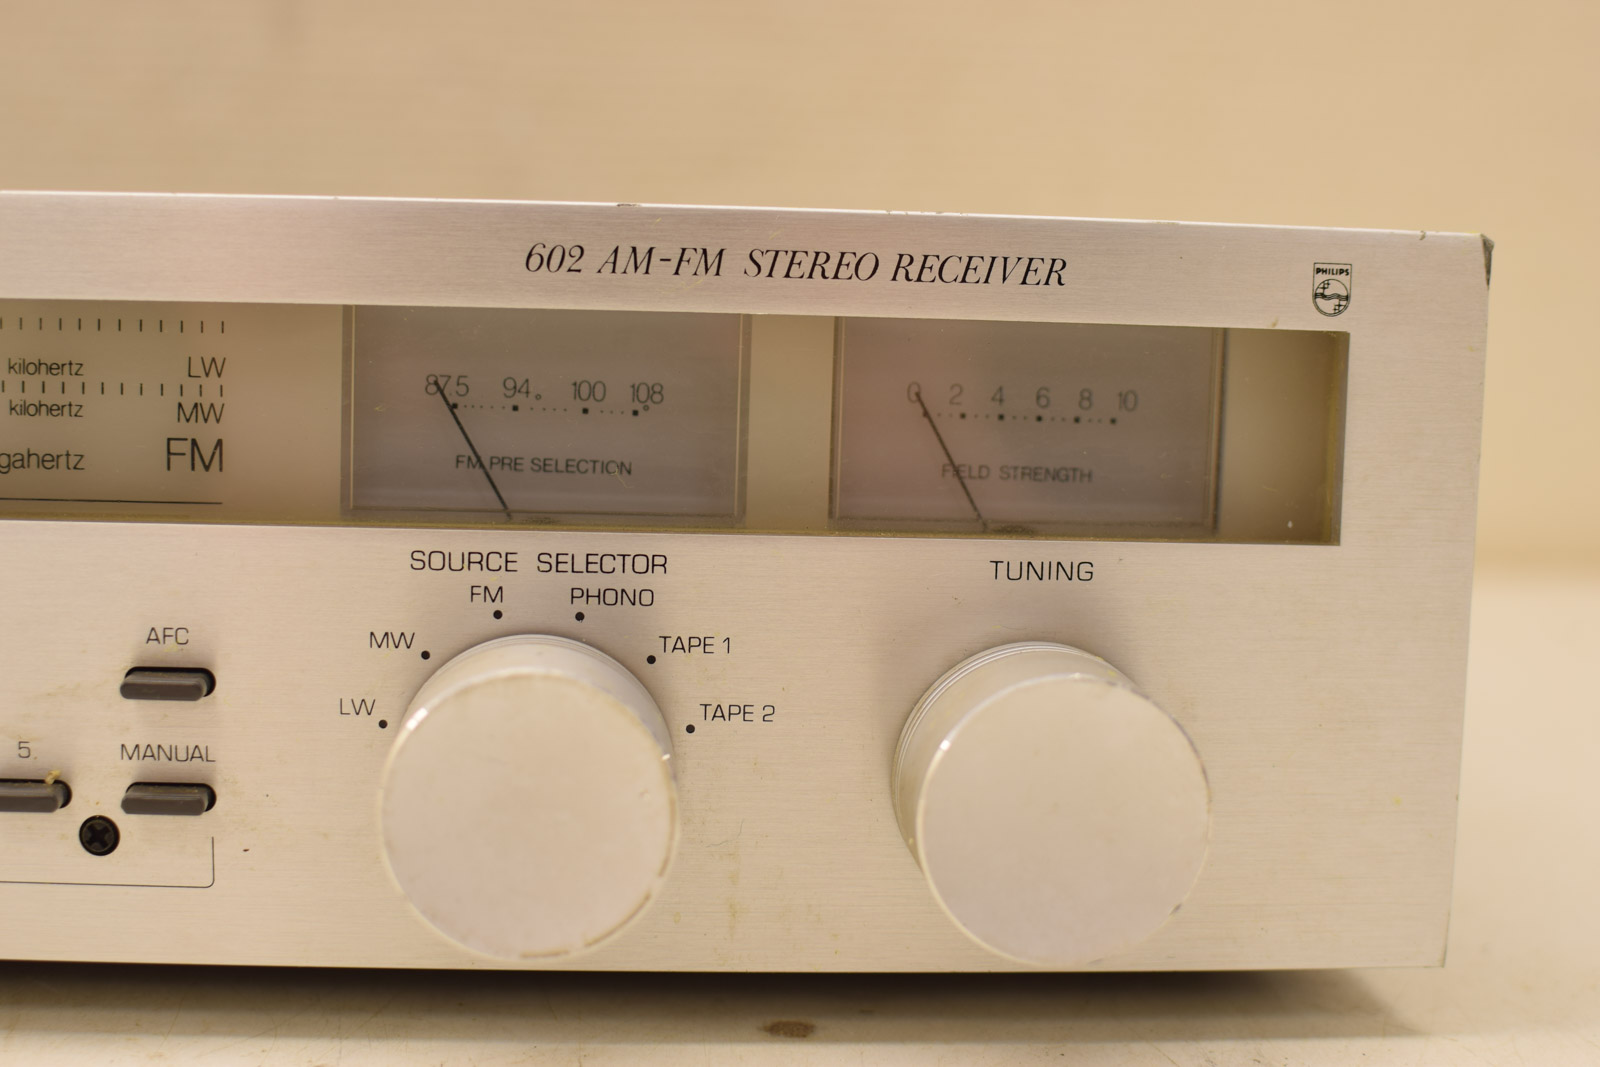 602 AM-FM STEREO RECEIVER
PHILIPS
kilohertz LW
kilohertz MW
gahertz FM
87.5 94 100 108
FM PRE SELECTION
0 2 4 6 8 10
FIELD STRENGTH
SOURCE SELECTOR
TUNING
FM PHONO
MW TAPE 1
LW TAPE 2
AFC
5
MANUAL